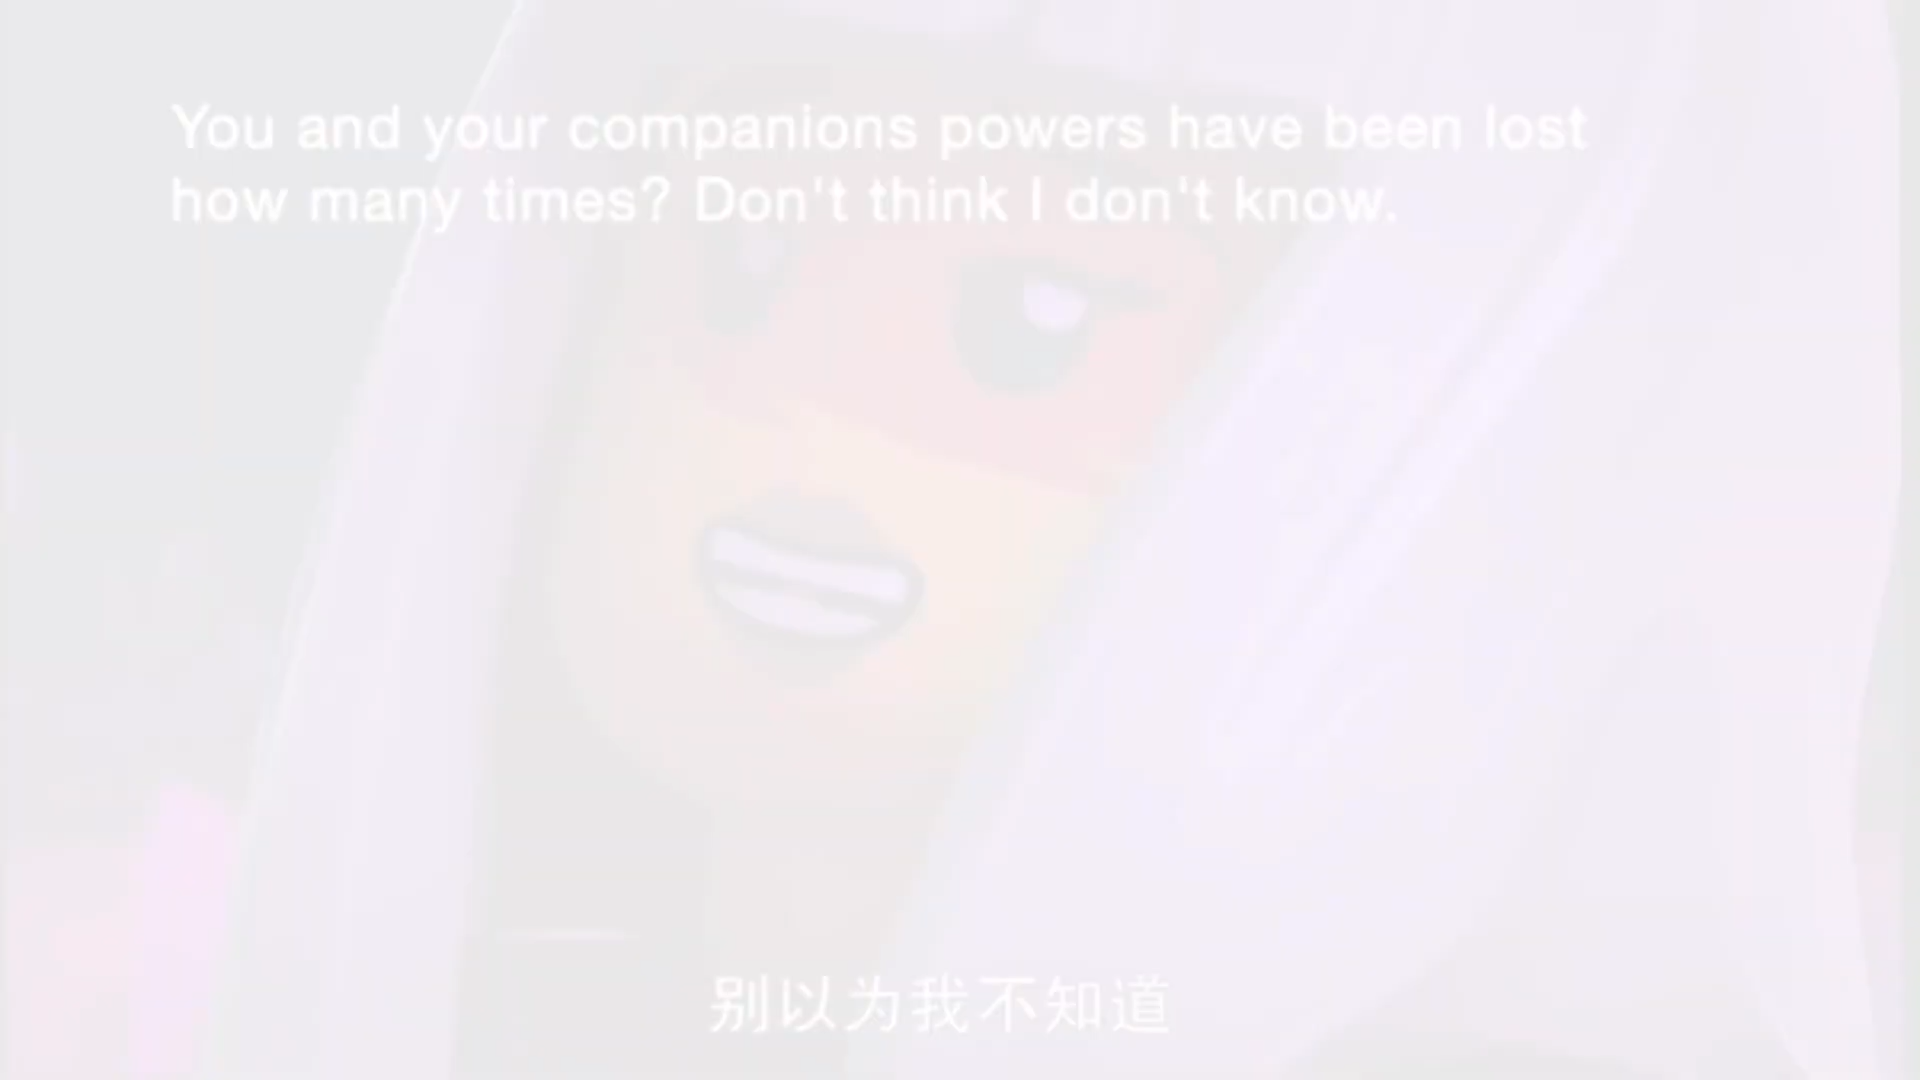 You and your companions powers have been lost
how many times? Don't think I don't know.
别以为我不知道